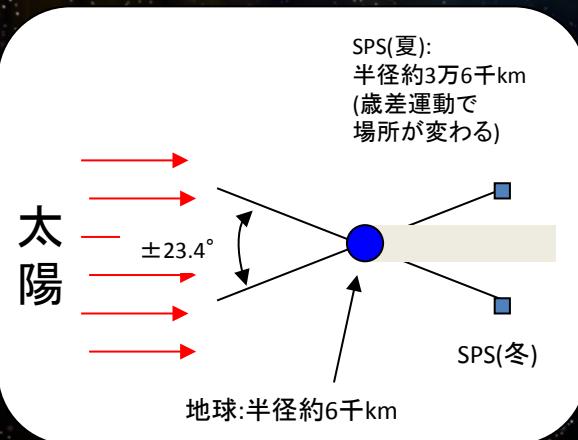 SPS(夏):
半径約3万6千km
(歳差運動で
場所が変わる)
太
陽
±23.4°
SPS(冬)
地球:半径約6千km